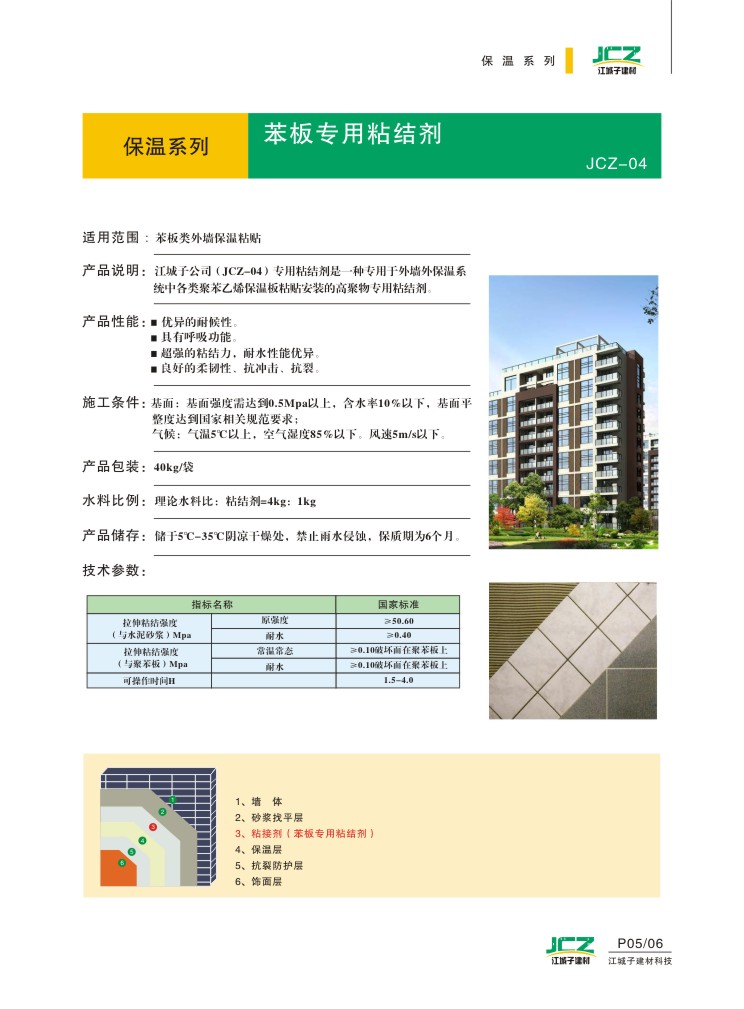 保温系列
JCZ
江城子建材
保温系列
苯板专用粘结剂
JCZ-04
适用范围：苯板类外墙保温粘贴
产品说明：江城子公司（JCZ-04）专用粘结剂是一种专用于外墙外保温系
统中各类聚苯乙烯保温板粘贴安装的高聚物专用粘结剂。
产品性能：■ 优异的耐候性。
■ 具有呼吸功能。
■ 超强的粘结力，耐水性能优异。
■ 良好的柔韧性、抗冲击、抗裂。
施工条件：基面：基面强度需达到0.5Mpa以上，含水率10%以下，基面平
整度达到国家相关规范要求；
气候：气温5℃以上，空气湿度85%以下。风速5m/s以下。
产品包装：40kg/袋
水料比例：理论水料比：粘结剂=4kg：1kg
产品储存：储于5℃-35℃阴凉干燥处，禁止雨水侵蚀，保质期为6个月。
技术参数：
指标名称 国家标准
拉伸粘结强度
（与水泥砂浆）Mpa
原强度 ≥50.60
耐水 ≥0.40
拉伸粘结强度
（与聚苯板）Mpa
常温常态 ≥0.10破坏面在聚苯板上
耐水 ≥0.10破坏面在聚苯板上
可操作时间H 1.5-4.0
1
2
3
4
5
6
1、墙 体
2、砂浆找平层
3、粘接剂（苯板专用粘结剂）
4、保温层
5、抗裂防护层
6、饰面层
JCZ
江城子建材
P05/06
江城子建材科技